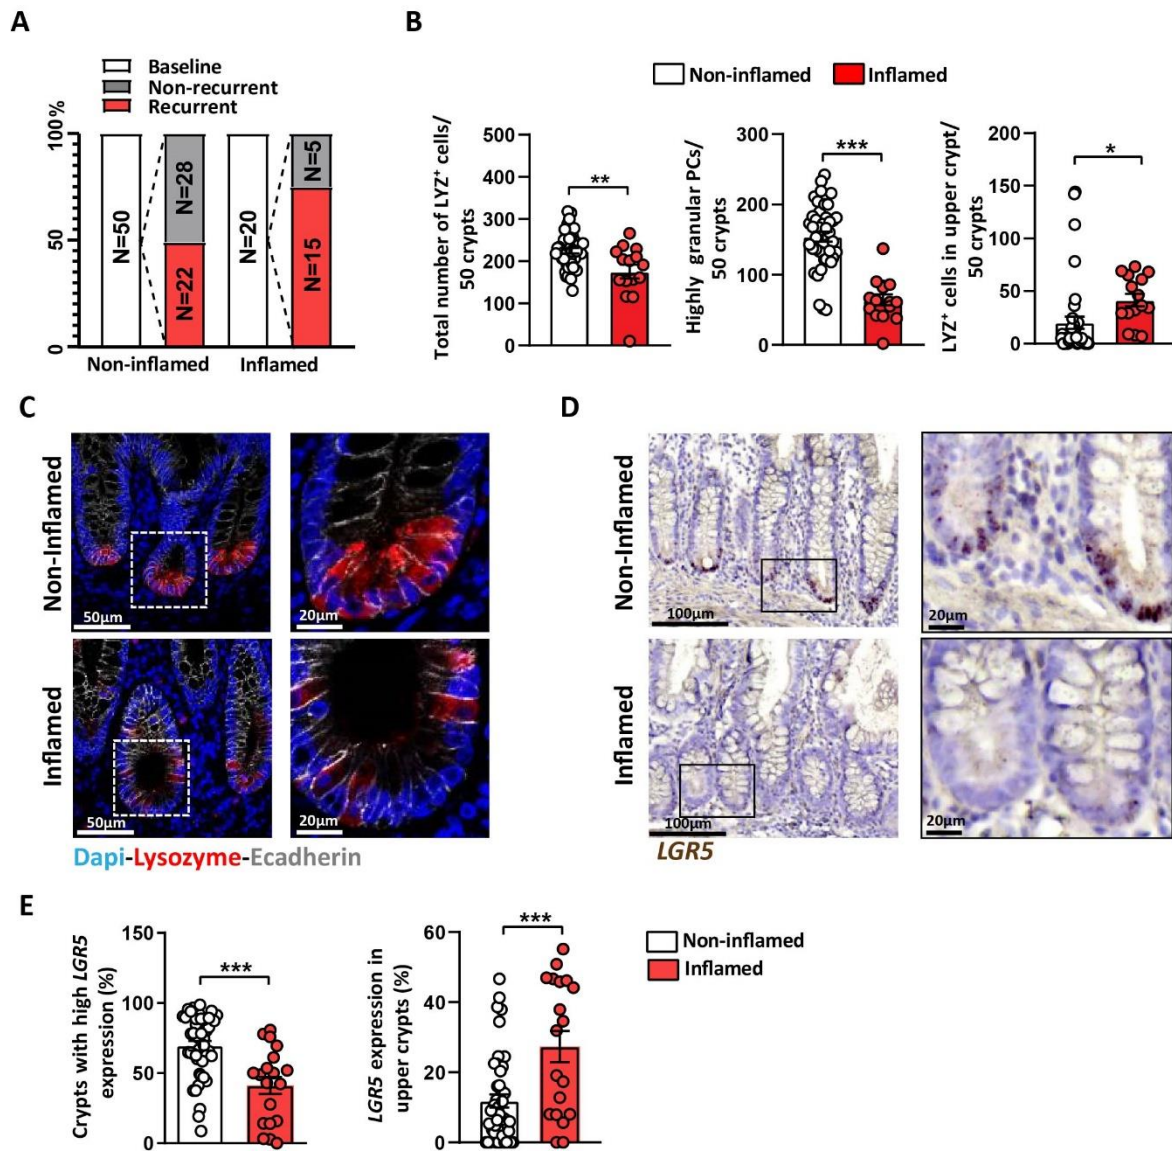 A
Baseline
Non-recurrent
Recurrent
100%
50
0
N=50
N=28
N=22
N=20
N=5
N=15
Non-inflamed
Inflamed
B
Non-inflamed
Inflamed
Total number of LYZ⁺ cells/
50 crypts
500
400
300
200
100
0
**
Highly granular PCs/
50 crypts
300
200
100
0
***
LYZ⁺ cells in upper crypt/
50 crypts
200
150
100
50
0
*
C
Non-Inflamed
50µm
20µm
Inflamed
50µm
20µm
Dapi-Lysozyme-Ecadherin
D
Non-Inflamed
100µm
20µm
Inflamed
100µm
20µm
LGR5
E
Crypts with high LGR5
expression (%)
150
100
50
0
***
LGR5 expression in
upper crypts (%)
60
40
20
0
***
Non-inflamed
Inflamed